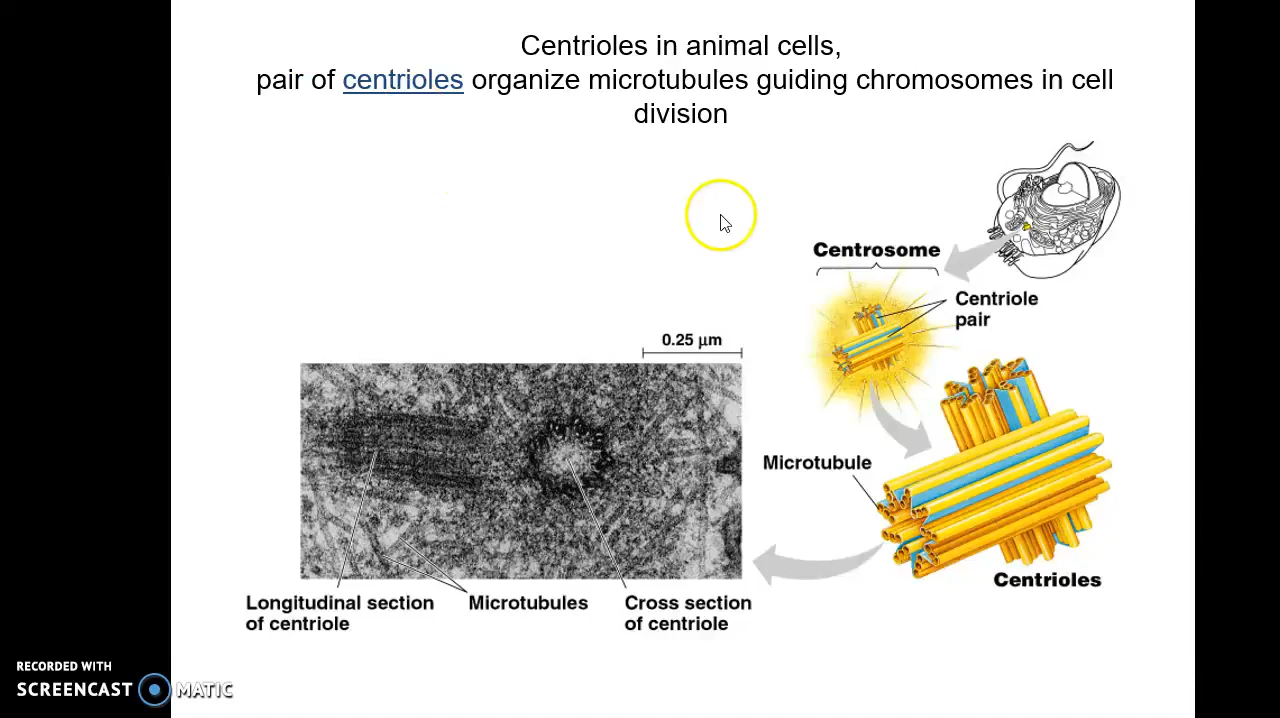 Centrioles in animal cells,
pair of centrioles organize microtubules guiding chromosomes in cell
division
Centrosome
Centriole
pair
0.25 µm
Microtubule
Centrioles
Longitudinal section
of centriole
Microtubules
Cross section
of centriole
RECORDED WITH
SCREENCAST MATIC